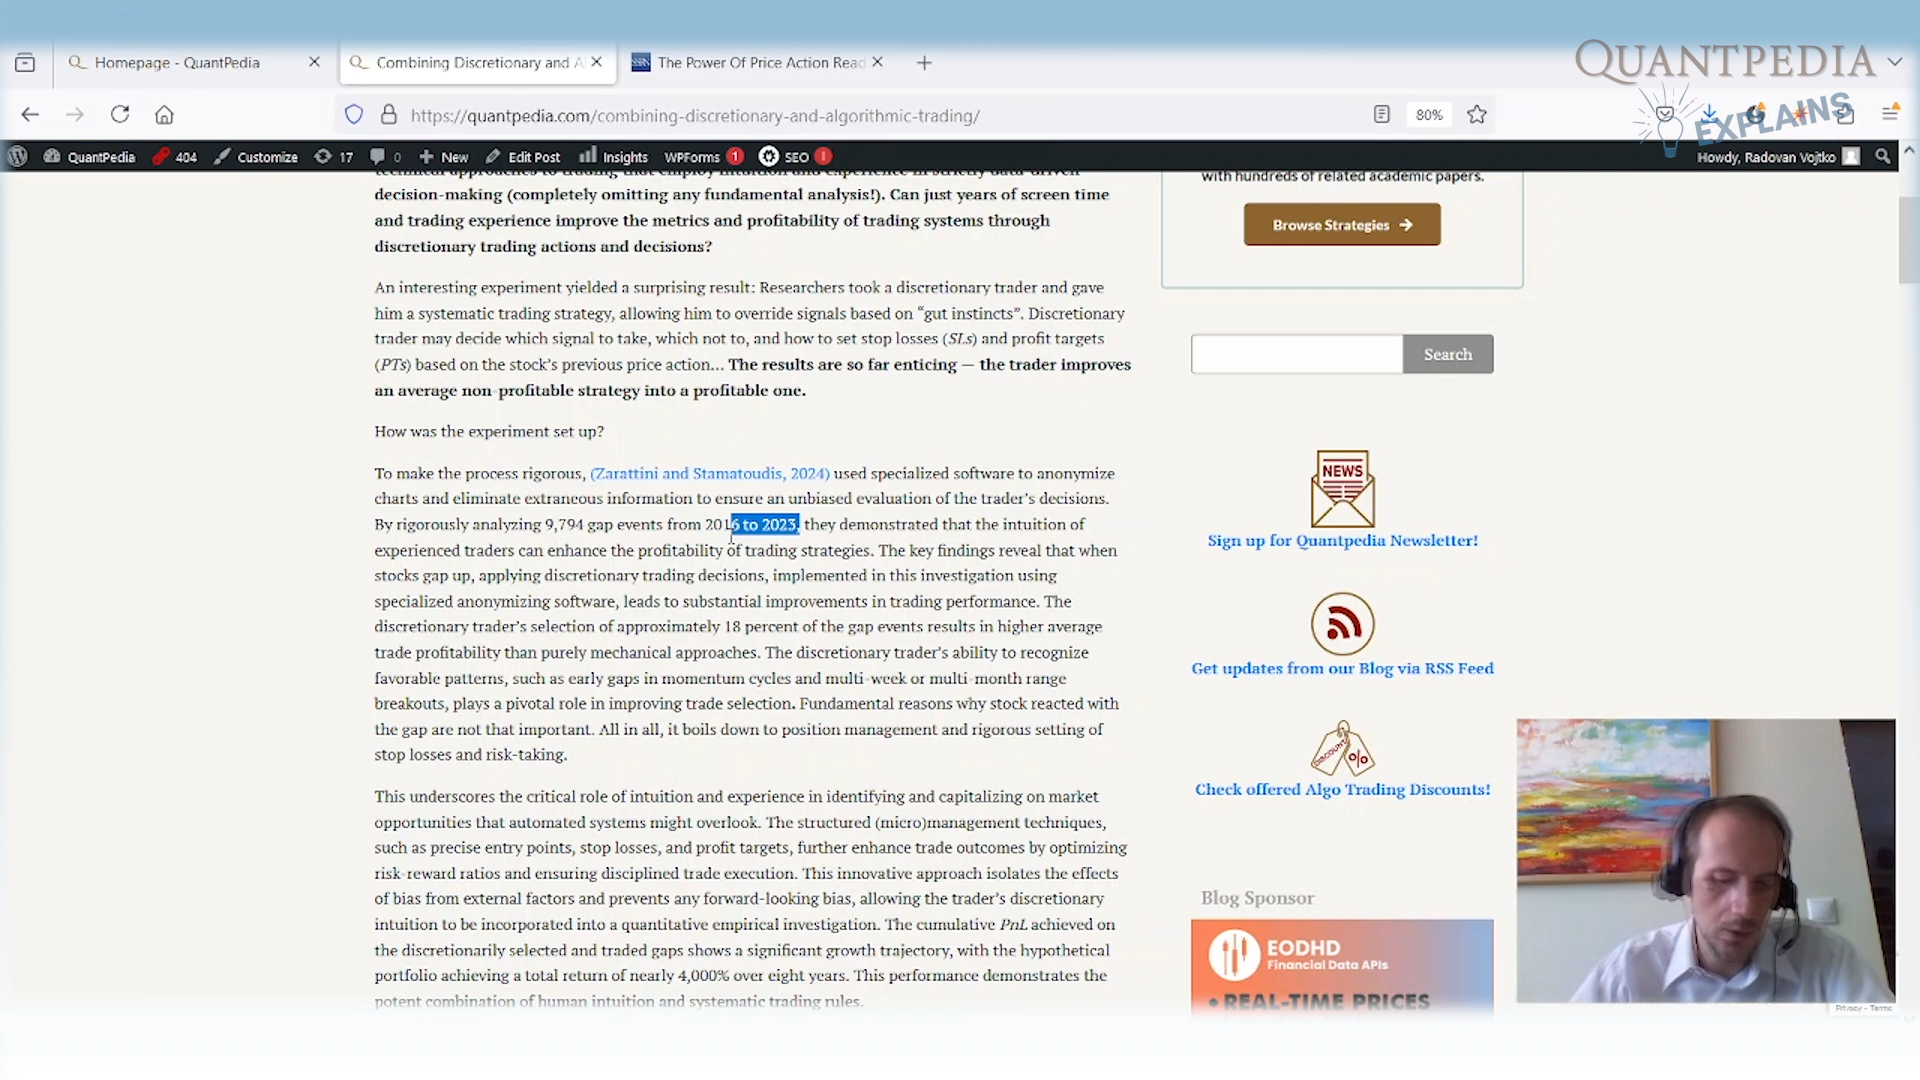 Homepage - QuantPedia
Combining Discretionary and Al
SSRN
The Power Of Price Action Read
QUANTPEDIA
EXPLAINS
https://quantpedia.com/combining-discretionary-and-algorithmic-trading/
80%
QuantPedia
404
Customize
17
0
New
Edit Post
Insights
WPForms
1
SEO
!
Howdy, Radovan Vojtko
technical approaches to trading that employ intuition and experience in strictly data-driven
decision-making (completely omitting any fundamental analysis!). Can just years of screen time
and trading experience improve the metrics and profitability of trading systems through
discretionary trading actions and decisions?
An interesting experiment yielded a surprising result: Researchers took a discretionary trader and gave
him a systematic trading strategy, allowing him to override signals based on “gut instincts”. Discretionary
trader may decide which signal to take, which not to, and how to set stop losses (SLs) and profit targets
(PTs) based on the stock’s previous price action… The results are so far enticing — the trader improves
an average non-profitable strategy into a profitable one.
How was the experiment set up?
To make the process rigorous, (Zarattini and Stamatoudis, 2024) used specialized software to anonymize
charts and eliminate extraneous information to ensure an unbiased evaluation of the trader’s decisions.
By rigorously analyzing 9,794 gap events from 2016 to 2023, they demonstrated that the intuition of
experienced traders can enhance the profitability of trading strategies. The key findings reveal that when
stocks gap up, applying discretionary trading decisions, implemented in this investigation using
specialized anonymizing software, leads to substantial improvements in trading performance. The
discretionary trader’s selection of approximately 18 percent of the gap events results in higher average
trade profitability than purely mechanical approaches. The discretionary trader’s ability to recognize
favorable patterns, such as early gaps in momentum cycles and multi-week or multi-month range
breakouts, plays a pivotal role in improving trade selection. Fundamental reasons why stock reacted with
the gap are not that important. All in all, it boils down to position management and rigorous setting of
stop losses and risk-taking.
This underscores the critical role of intuition and experience in identifying and capitalizing on market
opportunities that automated systems might overlook. The structured (micro)management techniques,
such as precise entry points, stop losses, and profit targets, further enhance trade outcomes by optimizing
risk-reward ratios and ensuring disciplined trade execution. This innovative approach isolates the effects
of bias from external factors and prevents any forward-looking bias, allowing the trader’s discretionary
intuition to be incorporated into a quantitative empirical investigation. The cumulative PnL achieved on
the discretionarily selected and traded gaps shows a significant growth trajectory, with the hypothetical
portfolio achieving a total return of nearly 4,000% over eight years. This performance demonstrates the
potent combination of human intuition and systematic trading rules.
with hundreds of related academic papers.
Browse Strategies
Search
NEWS
Sign up for Quantpedia Newsletter!
Get updates from our Blog via RSS Feed
DISCOUNT
%
Check offered Algo Trading Discounts!
Blog Sponsor
EODHD
Financial Data APIs
• REAL-TIME PRICES
Privacy - Terms